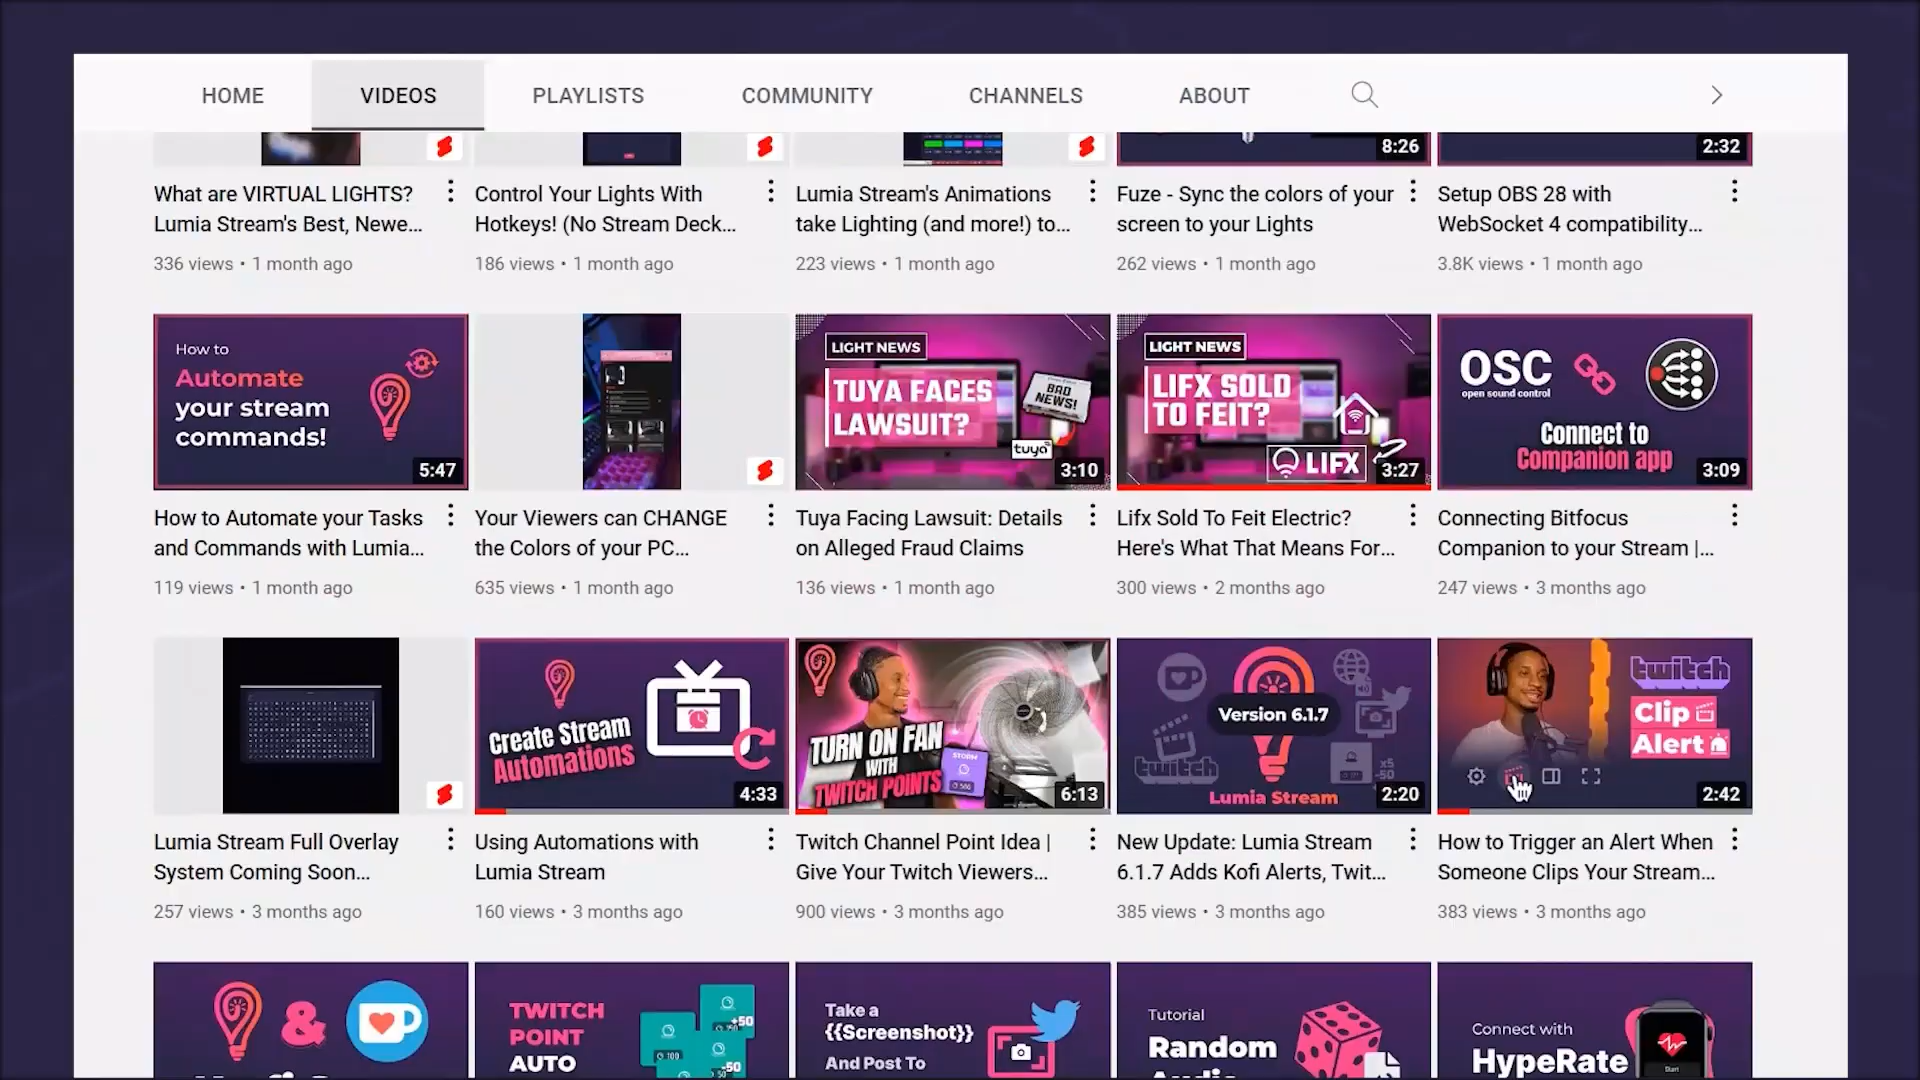 HOME
VIDEOS
PLAYLISTS
COMMUNITY
CHANNELS
ABOUT
8:26
2:32
What are VIRTUAL LIGHTS?
Lumia Stream's Best, Newe...
336 views • 1 month ago
Control Your Lights With
Hotkeys! (No Stream Deck...
186 views • 1 month ago
Lumia Stream's Animations
take Lighting (and more!) to...
223 views • 1 month ago
Fuze - Sync the colors of your
screen to your Lights
262 views • 1 month ago
Setup OBS 28 with
WebSocket 4 compatibility...
3.8K views • 1 month ago
How to
Automate
your stream
commands!
5:47
LIGHT NEWS
TUYA FACES
LAWSUIT?
BAD
NEWS!
tuya
3:10
LIGHT NEWS
LIFX SOLD
TO FEIT?
LIFX
3:27
OSC
open sound control
Connect to
Companion app
3:09
How to Automate your Tasks
and Commands with Lumia...
119 views • 1 month ago
Your Viewers can CHANGE
the Colors of your PC...
635 views • 1 month ago
Tuya Facing Lawsuit: Details
on Alleged Fraud Claims
136 views • 1 month ago
Lifx Sold To Feit Electric?
Here's What That Means For...
300 views • 2 months ago
Connecting Bitfocus
Companion to your Stream |...
247 views • 3 months ago
Create Stream
Automations
4:33
TURN ON FAN
WITH
TWITCH POINTS
STORM
500
6:13
Version 6.1.7
twitch
x5
-50
Lumia Stream
2:20
twitch
Clip
Alert
2:42
Lumia Stream Full Overlay
System Coming Soon...
257 views • 3 months ago
Using Automations with
Lumia Stream
160 views • 3 months ago
Twitch Channel Point Idea |
Give Your Twitch Viewers...
900 views • 3 months ago
New Update: Lumia Stream
6.1.7 Adds Kofi Alerts, Twit...
385 views • 3 months ago
How to Trigger an Alert When
Someone Clips Your Stream...
383 views • 3 months ago
&
TWITCH
POINT
AUTO
+50
100
-50
Take a
{{Screenshot}}
And Post To
Tutorial
Random
Connect with
HypeRate
Start